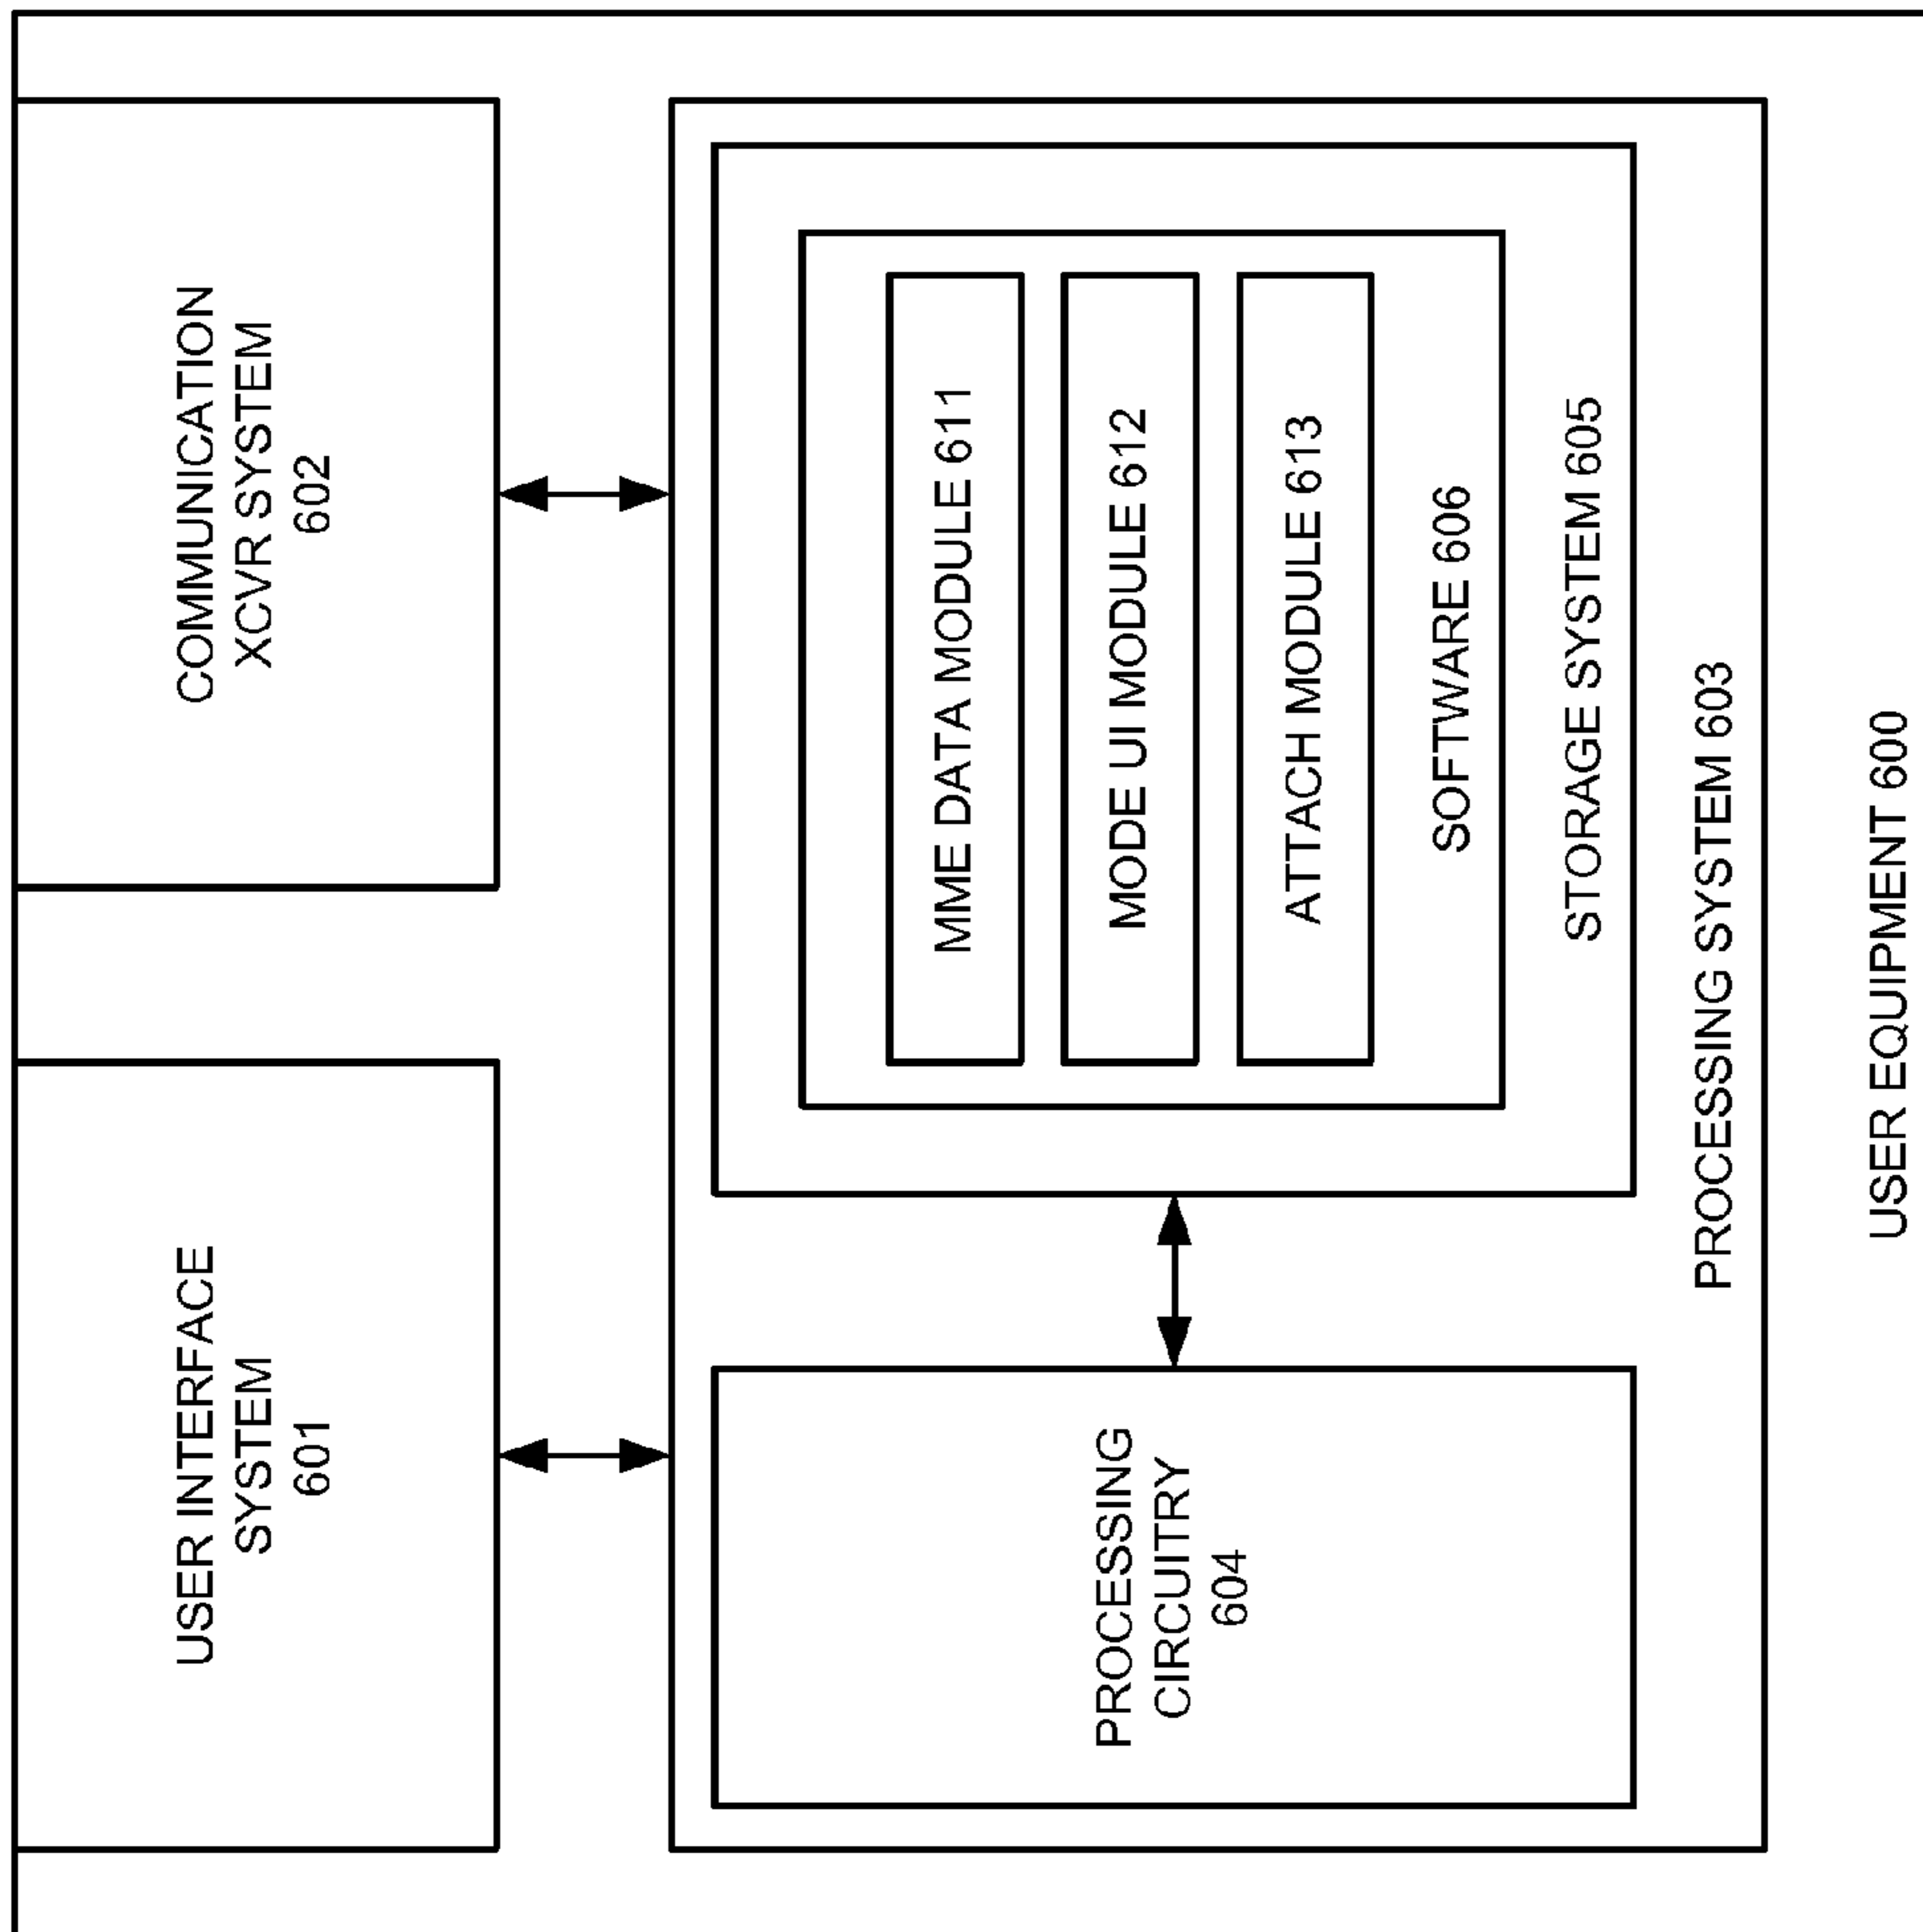 USER INTERFACE
SYSTEM
601
COMMUNICATION
XCVR SYSTEM
602
PROCESSING
CIRCUITRY
604
MME DATA MODULE 611
MODE UI MODULE 612
ATTACH MODULE 613
SOFTWARE 606
STORAGE SYSTEM 605
PROCESSING SYSTEM 603
USER EQUIPMENT 600